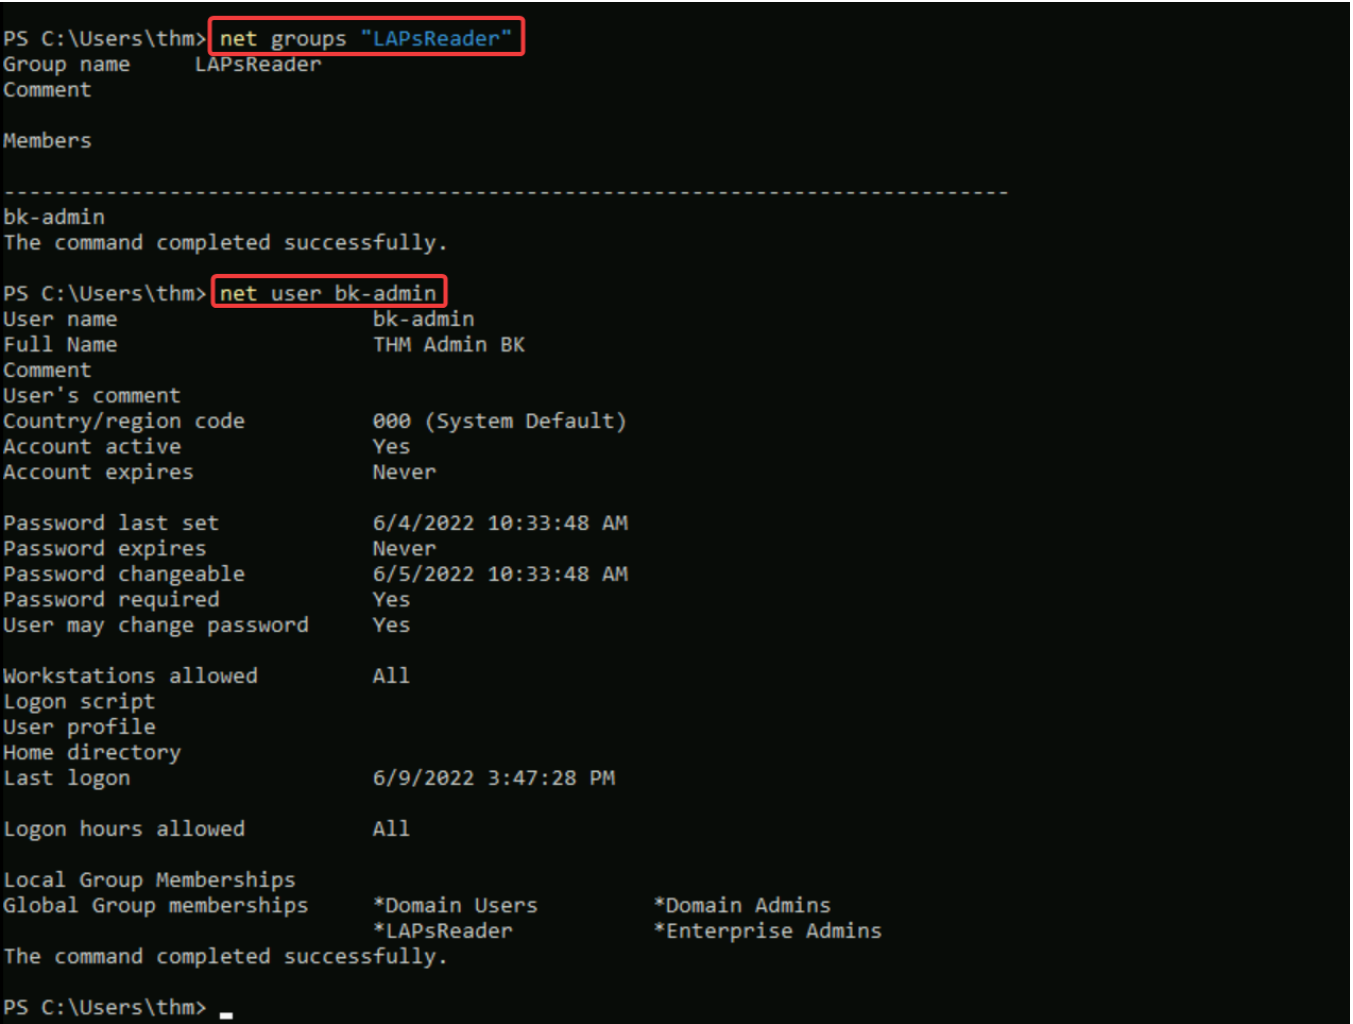 PS C:\Users\thm> net groups "LAPsReader"
Group name     LAPsReader
Comment
Members
-------------------------------------------------------------------------------
bk-admin
The command completed successfully.
PS C:\Users\thm> net user bk-admin
User name                    bk-admin
Full Name                    THM Admin BK
Comment
User's comment
Country/region code          000 (System Default)
Account active               Yes
Account expires              Never
Password last set            6/4/2022 10:33:48 AM
Password expires             Never
Password changeable          6/5/2022 10:33:48 AM
Password required            Yes
User may change password     Yes
Workstations allowed         All
Logon script
User profile
Home directory
Last logon                   6/9/2022 3:47:28 PM
Logon hours allowed          All
Local Group Memberships
Global Group memberships     *Domain Users         *Domain Admins
                             *LAPsReader           *Enterprise Admins
The command completed successfully.
PS C:\Users\thm>